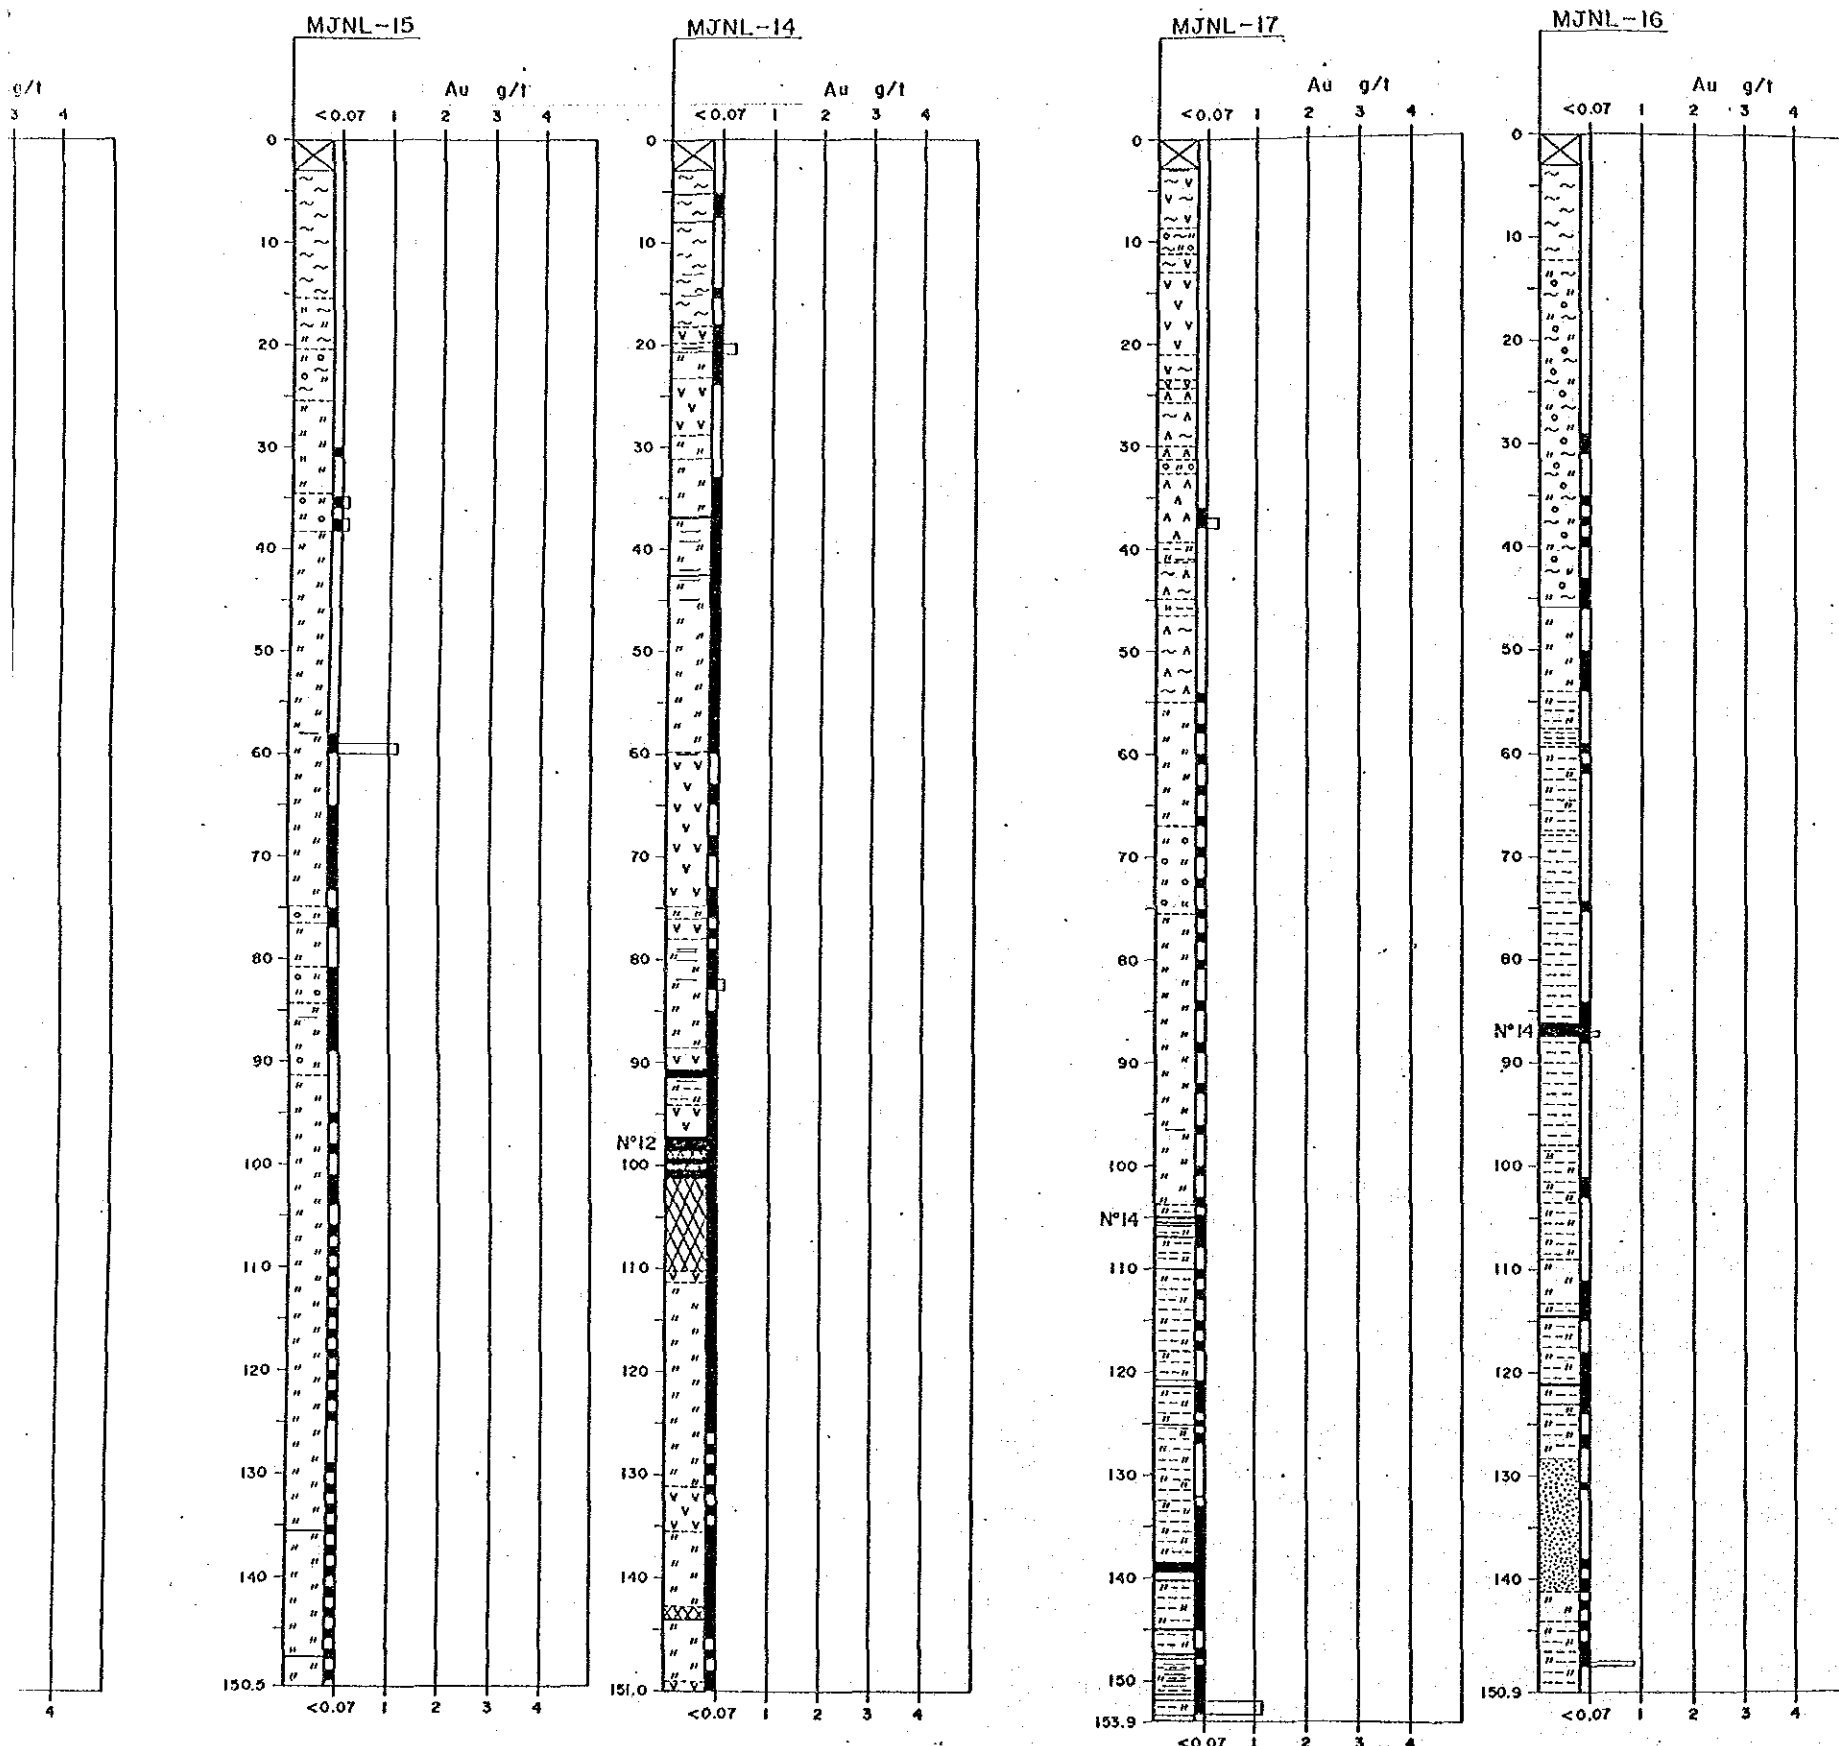 MJNL-15 MJNL-14 MJNL-17 MJNL-16
g/t Au g/t Au g/t Au g/t Au
3 4 <0.07 1 2 3 4 <0.07 1 2 3 4 <0.07 1 2 3 4 <0.07 1 2 3 4
0 0 0 0
10 10 10 10
20 20 20 20
30 30 30 30
40 40 40 40
50 50 50 50
60 60 60 60
70 70 70 70
80 80 80 80
N°14
90 90 90 90
N°12
100 100 100 100
N°14
110 110 110 110
120 120 120 120
130 130 130 130
140 140 140 140
150.5 151.0 150 150.9
4 <0.07 1 2 3 4 <0.07 1 2 3 4 153.9 <0.07 1 2 3 4
<0.07 1 2 3 4